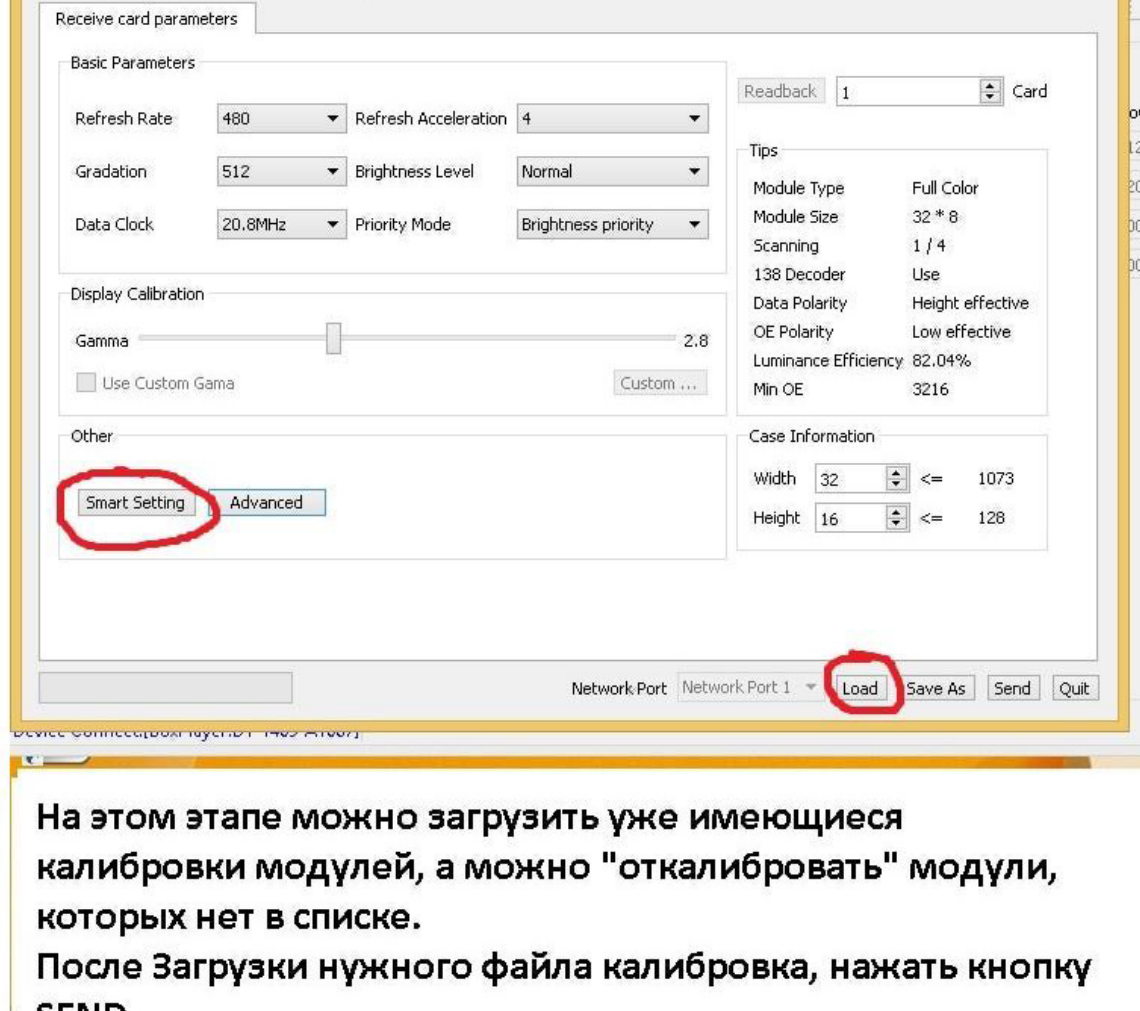 Receive card parameters
Basic Parameters
Refresh Rate 480 Refresh Acceleration 4
Gradation 512 Brightness Level Normal
Data Clock 20.8MHz Priority Mode Brightness priority
Display Calibration
Gamma 2.8
Use Custom Gama Custom ...
Other
Smart Setting Advanced
Readback 1 Card
Tips
Module Type Full Color
Module Size 32 * 8
Scanning 1 / 4
138 Decoder Use
Data Polarity Height effective
OE Polarity Low effective
Luminance Efficiency 82.04%
Min OE 3216
Case Information
Width 32 <= 1073
Height 16 <= 128
Network Port Network Port 1 Load Save As Send Quit
На этом этапе можно загрузить уже имеющиеся
калибровки модулей, а можно "откалибровать" модули,
которых нет в списке.
После Загрузки нужного файла калибровка, нажать кнопку
SEND